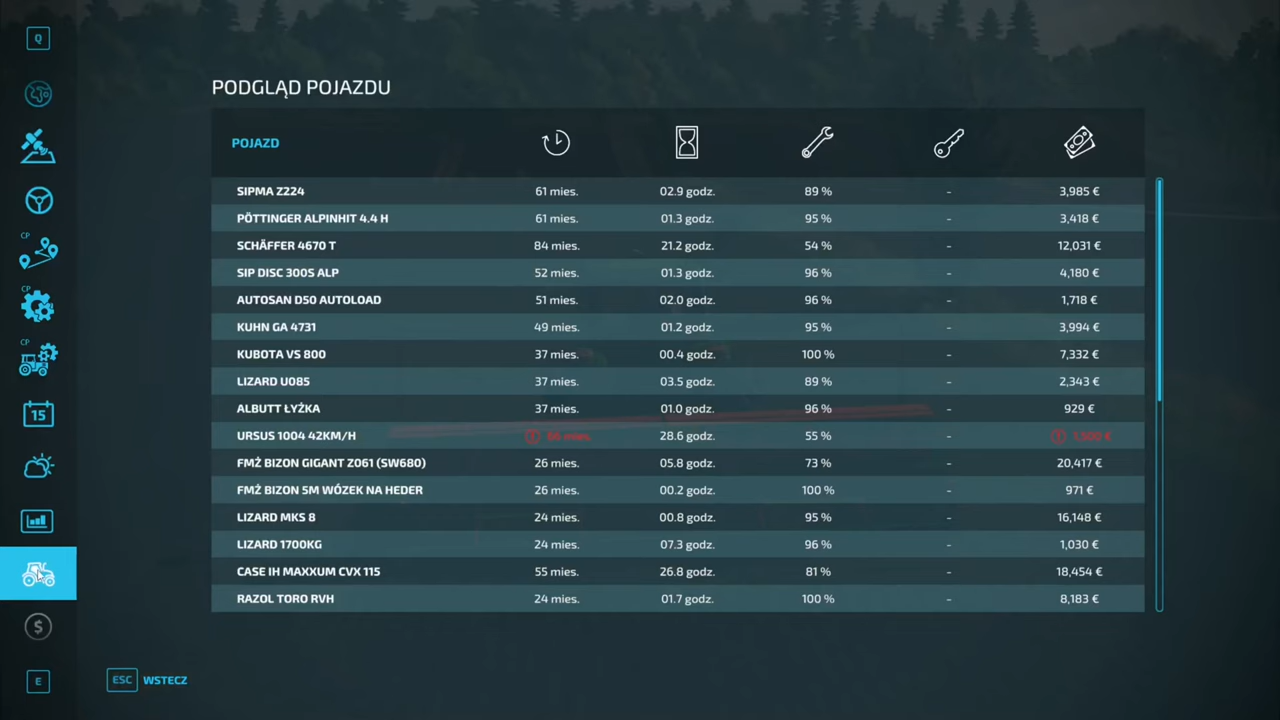 Q
PODGLĄD POJAZDU
POJAZD
SIPMA Z224 61 mies. 02.9 godz. 89 % - 3,985 €
PÖTTINGER ALPINHIT 4.4 H 61 mies. 01.3 godz. 95 % - 3,418 €
SCHÄFFER 4670 T 84 mies. 21.2 godz. 54 % - 12,031 €
SIP DISC 300S ALP 52 mies. 01.3 godz. 96 % - 4,180 €
AUTOSAN D50 AUTOLOAD 51 mies. 02.0 godz. 96 % - 1,718 €
KUHN GA 4731 49 mies. 01.2 godz. 95 % - 3,994 €
KUBOTA VS 800 37 mies. 00.4 godz. 100 % - 7,332 €
LIZARD U085 37 mies. 03.5 godz. 89 % - 2,343 €
ALBUTT ŁYŻKA 37 mies. 01.0 godz. 96 % - 929 €
URSUS 1004 42KM/H mies. 28.6 godz. 55 % - 1,500 €
FMŻ BIZON GIGANT Z061 (SW680) 26 mies. 05.8 godz. 73 % - 20,417 €
FMŻ BIZON 5M WÓZEK NA HEDER 26 mies. 00.2 godz. 100 % - 971 €
LIZARD MKS 8 24 mies. 00.8 godz. 95 % - 16,148 €
LIZARD 1700KG 24 mies. 07.3 godz. 96 % - 1,030 €
CASE IH MAXXUM CVX 115 55 mies. 26.8 godz. 81 % - 18,454 €
RAZOL TORO RVH 24 mies. 01.7 godz. 100 % - 8,183 €
CP
CP
CP
15
$
E
ESC WSTECZ